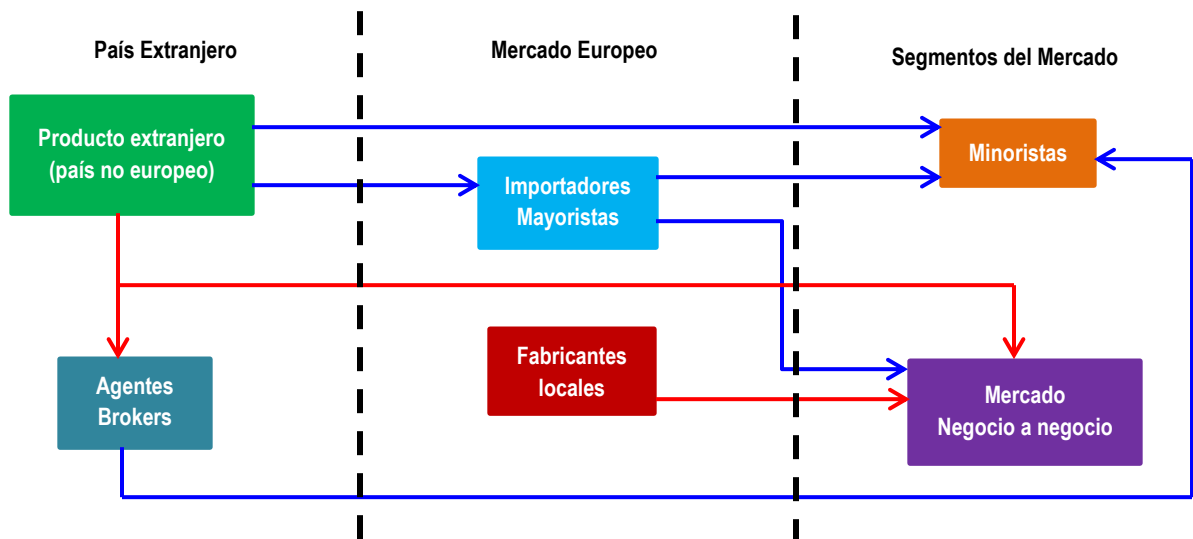 País Extranjero
Mercado Europeo
Segmentos del Mercado
Producto extranjero
(país no europeo)
Minoristas
Importadores
Mayoristas
Fabricantes
locales
Agentes
Brokers
Mercado
Negocio a negocio